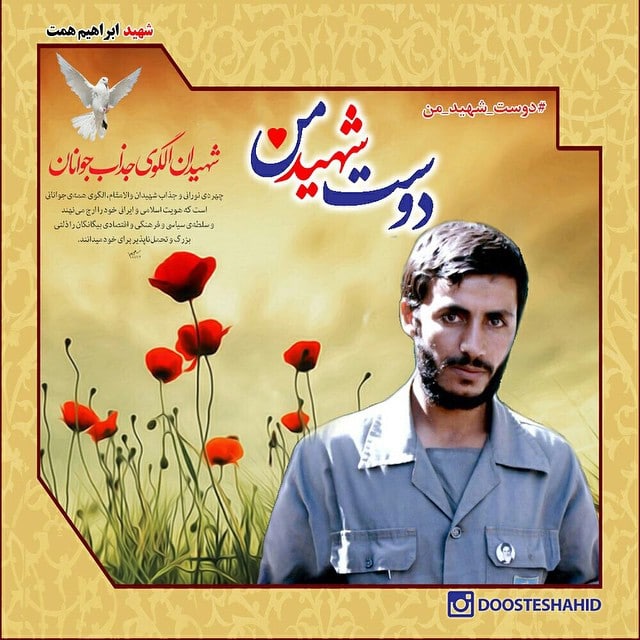 شهید ابراهیم همت
#دوست_شهید_من
دوست شهید من
شهیدان الگوی جذاب جوانان
چهره‌ی نورانی و جذاب شهیدان والامقام، الگوی همه‌ی جوانانی
است که هویت اسلامی و ایرانی خود را ارج می‌نهند
و سلطه‌ی سیاسی و فرهنگی و اقتصادی بیگانگان را ذلتی
بزرگ و تحمل‌ناپذیر برای خود میدانند.
DOOSTESHAHID